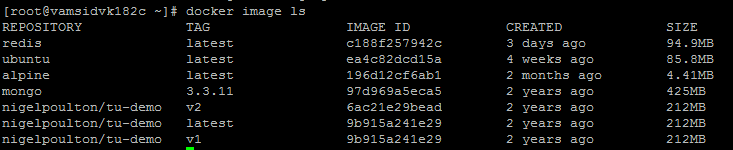 [root@vamsidvk182c ~]# docker image ls
REPOSITORY TAG IMAGE ID CREATED SIZE
redis latest c188f257942c 3 days ago 94.9MB
ubuntu latest ea4c82dcd15a 4 weeks ago 85.8MB
alpine latest 196d12cf6ab1 2 months ago 4.41MB
mongo 3.3.11 97d969a5eca5 2 years ago 425MB
nigelpoulton/tu-demo v2 6ac21e29bead 2 years ago 212MB
nigelpoulton/tu-demo latest 9b915a241e29 2 years ago 212MB
nigelpoulton/tu-demo v1 9b915a241e29 2 years ago 212MB